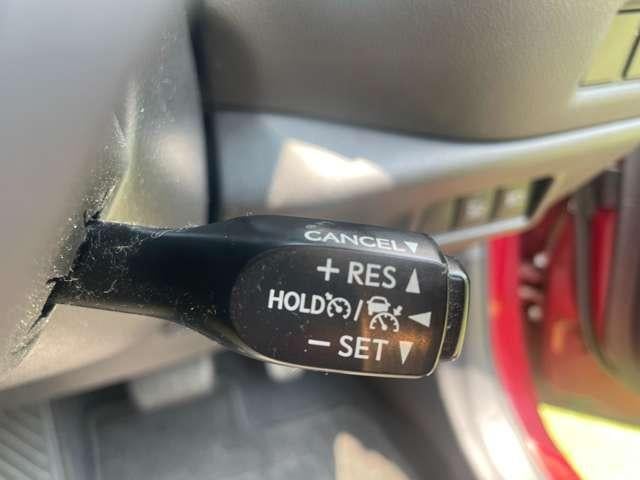 CANCEL
+ RES
HOLD /
- SET